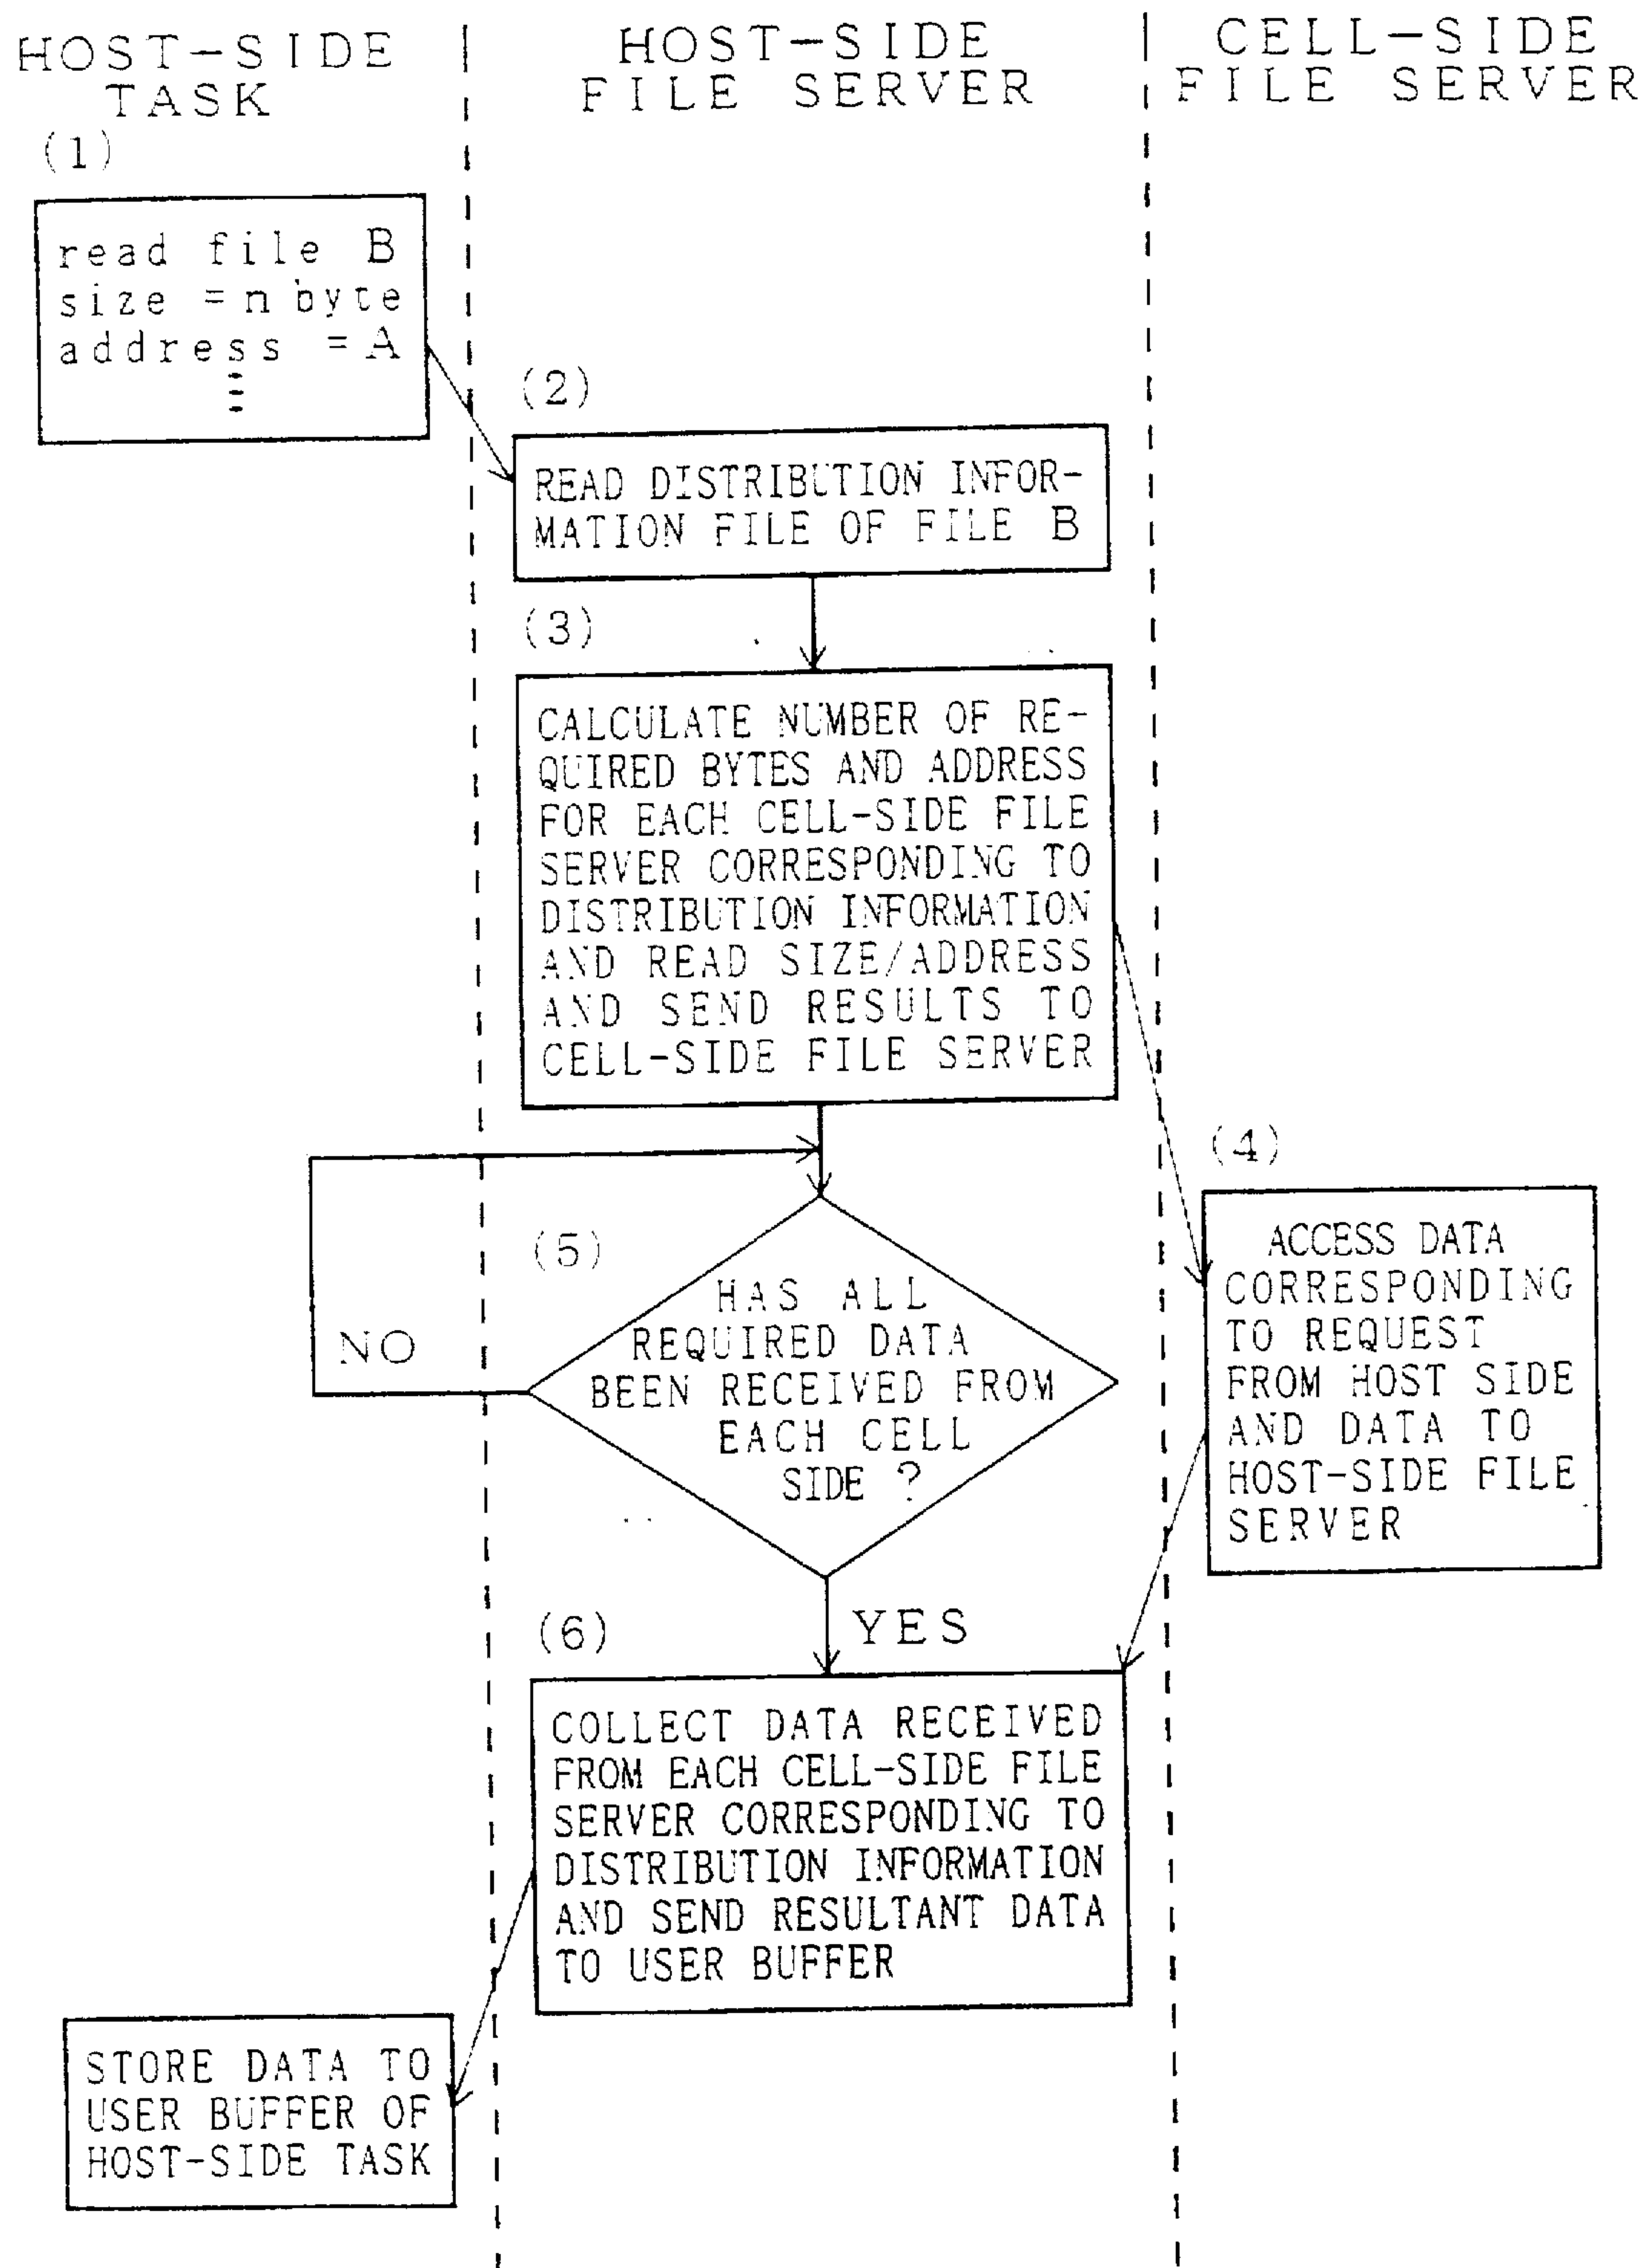 HOST-SIDE
TASK
HOST-SIDE
FILE SERVER
CELL-SIDE
FILE SERVER
(1)
read file B
size = n byte
address = A
(2)
READ DISTRIBUTION INFOR-
MATION FILE OF FILE B
(3)
CALCULATE NUMBER OF RE-
QUIRED BYTES AND ADDRESS
FOR EACH CELL-SIDE FILE
SERVER CORRESPONDING TO
DISTRIBUTION INFORMATION
AND READ SIZE/ADDRESS
AND SEND RESULTS TO
CELL-SIDE FILE SERVER
(4)
ACCESS DATA
CORRESPONDING
TO REQUEST
FROM HOST SIDE
AND DATA TO
HOST-SIDE FILE
SERVER
(5)
HAS ALL
REQUIRED DATA
BEEN RECEIVED FROM
EACH CELL
SIDE ?
NO
YES
(6)
COLLECT DATA RECEIVED
FROM EACH CELL-SIDE FILE
SERVER CORRESPONDING TO
DISTRIBUTION INFORMATION
AND SEND RESULTANT DATA
TO USER BUFFER
STORE DATA TO
USER BUFFER OF
HOST-SIDE TASK